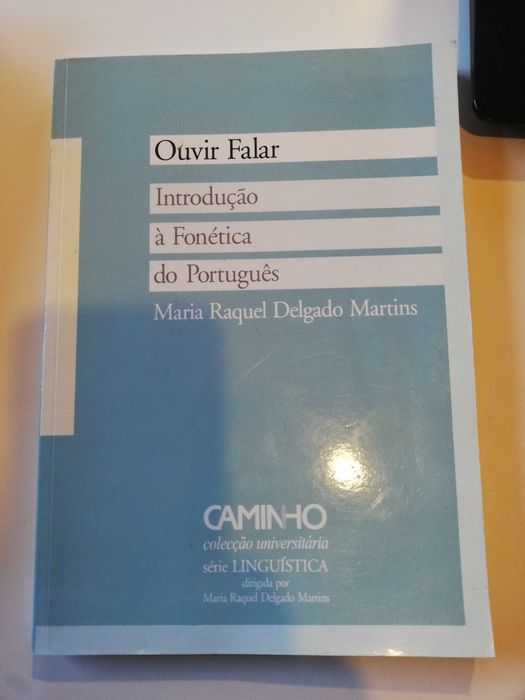 Ouvir Falar
Introdução
à Fonética
do Português
Maria Raquel Delgado Martins
CAMINHO
colecção universitária
série LINGUÍSTICA
dirigida por
Maria Raquel Delgado Martins